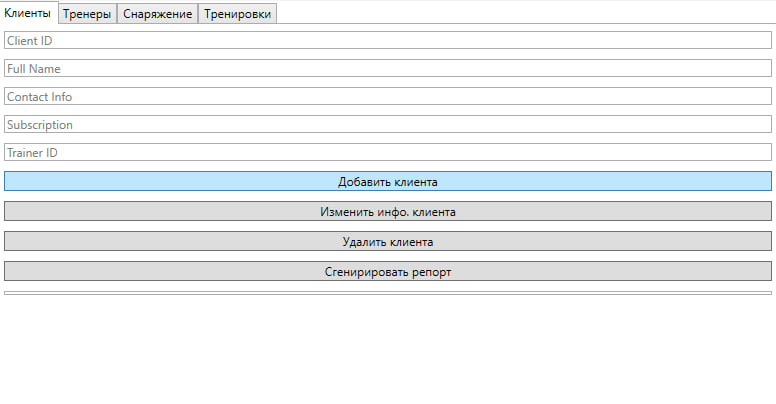 Клиенты Тренеры Снаряжение Тренировки
Client ID
Full Name
Contact Info
Subscription
Trainer ID
Добавить клиента
Изменить инфо. клиента
Удалить клиента
Сгенирировать репорт